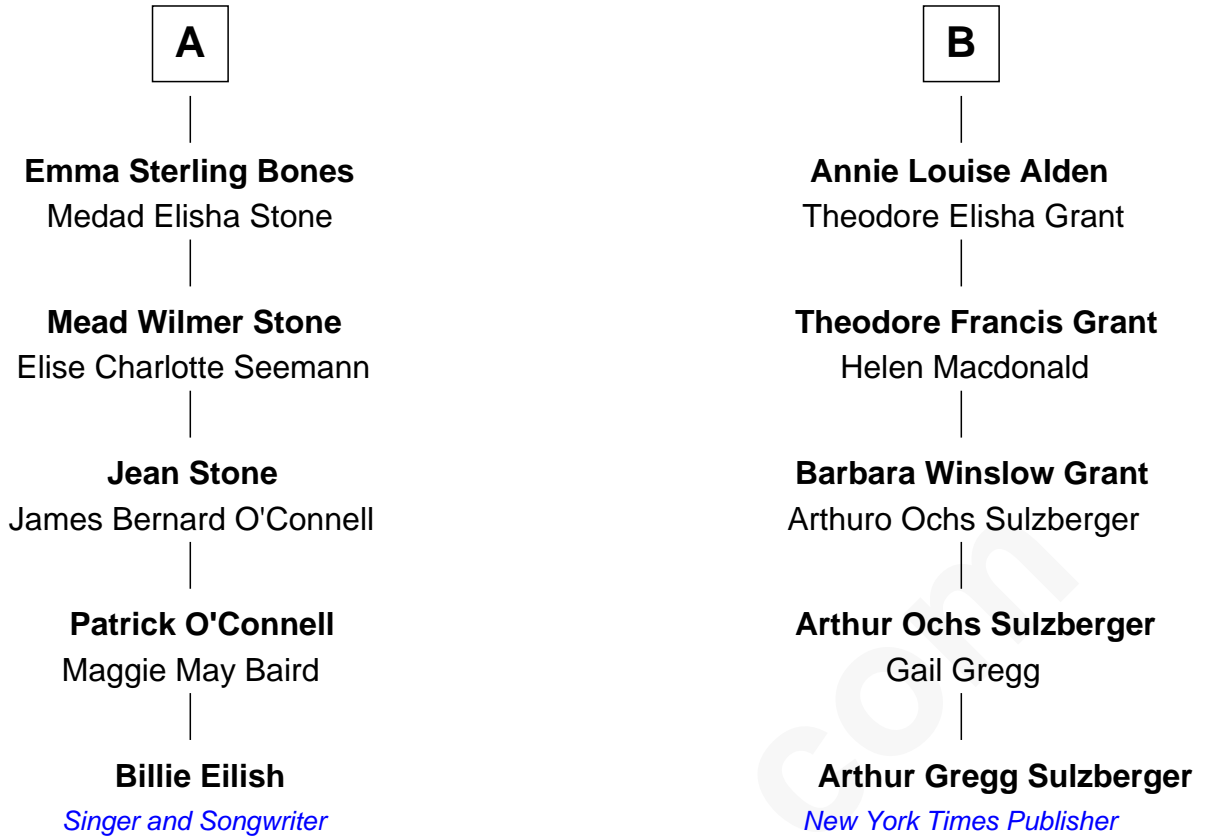 A
Emma Sterling Bones
Medad Elisha Stone
Mead Wilmer Stone
Elise Charlotte Seemann
Jean Stone
James Bernard O'Connell
Patrick O'Connell
Maggie May Baird
Billie Eilish
Singer and Songwriter
B
Annie Louise Alden
Theodore Elisha Grant
Theodore Francis Grant
Helen Macdonald
Barbara Winslow Grant
Arthuro Ochs Sulzberger
Arthur Ochs Sulzberger
Gail Gregg
Arthur Gregg Sulzberger
New York Times Publisher
com